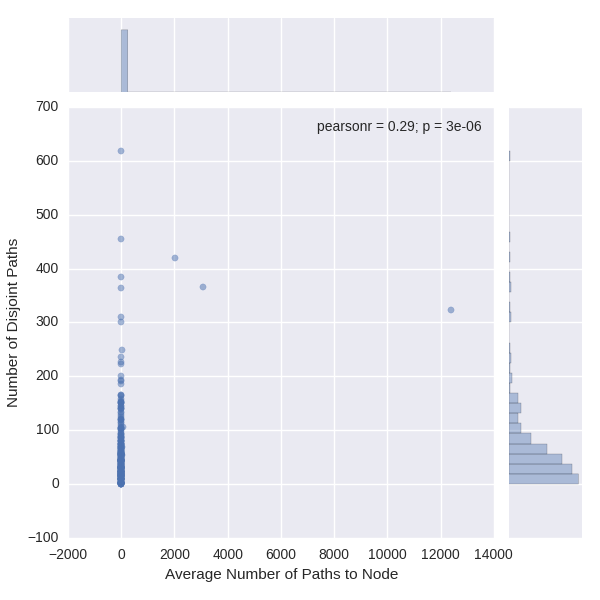 700
pearsonr = 0.29; p = 3e-06
600
500
400
300
200
100
0
−100
Number of Disjoint Paths
−2000 0 2000 4000 6000 8000 10000 12000 14000
Average Number of Paths to Node